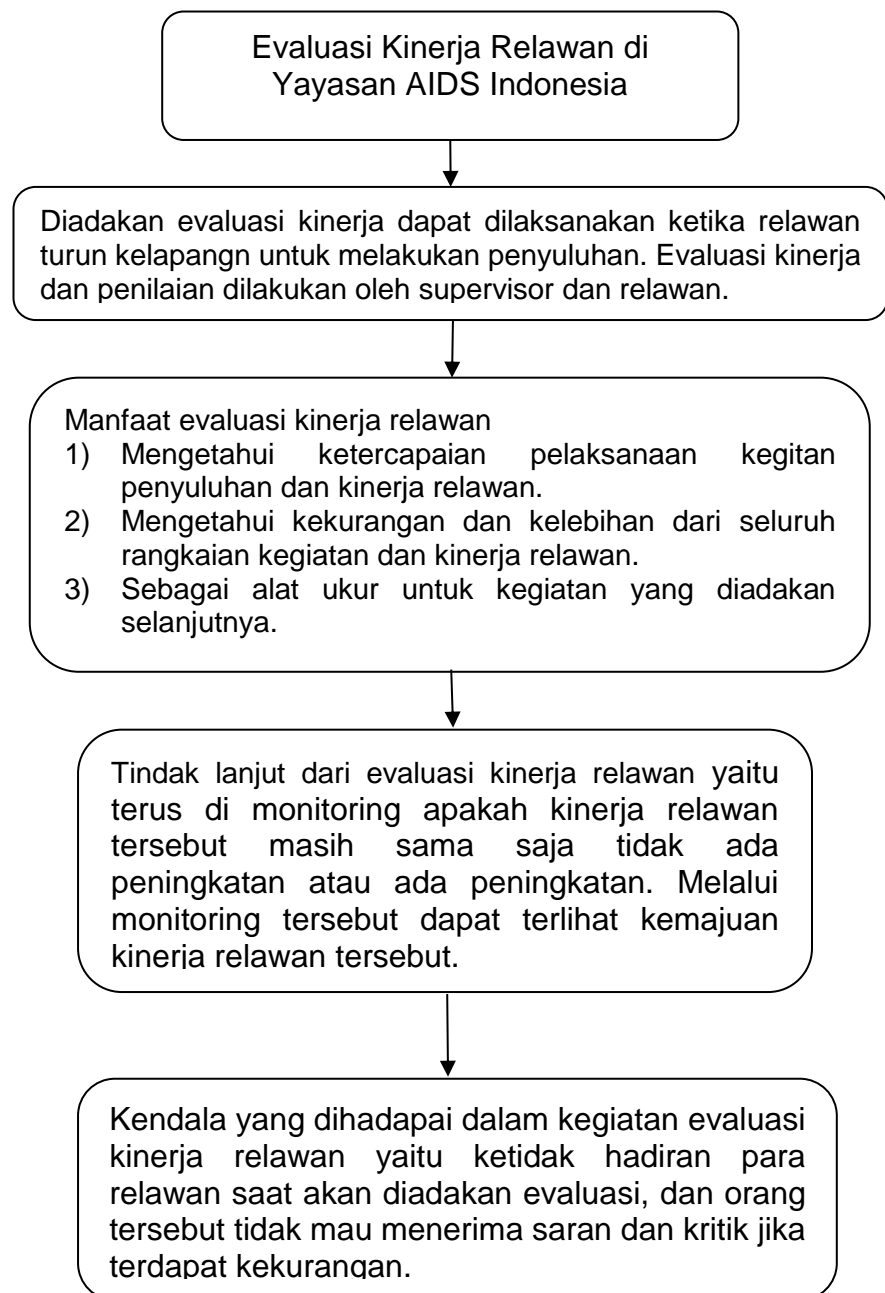 Evaluasi Kinerja Relawan di
Yayasan AIDS Indonesia
Diadakan evaluasi kinerja dapat dilaksanakan ketika relawan
turun kelapangn untuk melakukan penyuluhan. Evaluasi kinerja
dan penilaian dilakukan oleh supervisor dan relawan.
Manfaat evaluasi kinerja relawan
1) Mengetahui ketercapaian pelaksanaan kegitan
penyuluhan dan kinerja relawan.
2) Mengetahui kekurangan dan kelebihan dari seluruh
rangkaian kegiatan dan kinerja relawan.
3) Sebagai alat ukur untuk kegiatan yang diadakan
selanjutnya.
Tindak lanjut dari evaluasi kinerja relawan yaitu
terus di monitoring apakah kinerja relawan
tersebut masih sama saja tidak ada
peningkatan atau ada peningkatan. Melalui
monitoring tersebut dapat terlihat kemajuan
kinerja relawan tersebut.
Kendala yang dihadapai dalam kegiatan evaluasi
kinerja relawan yaitu ketidak hadiran para
relawan saat akan diadakan evaluasi, dan orang
tersebut tidak mau menerima saran dan kritik jika
terdapat kekurangan.